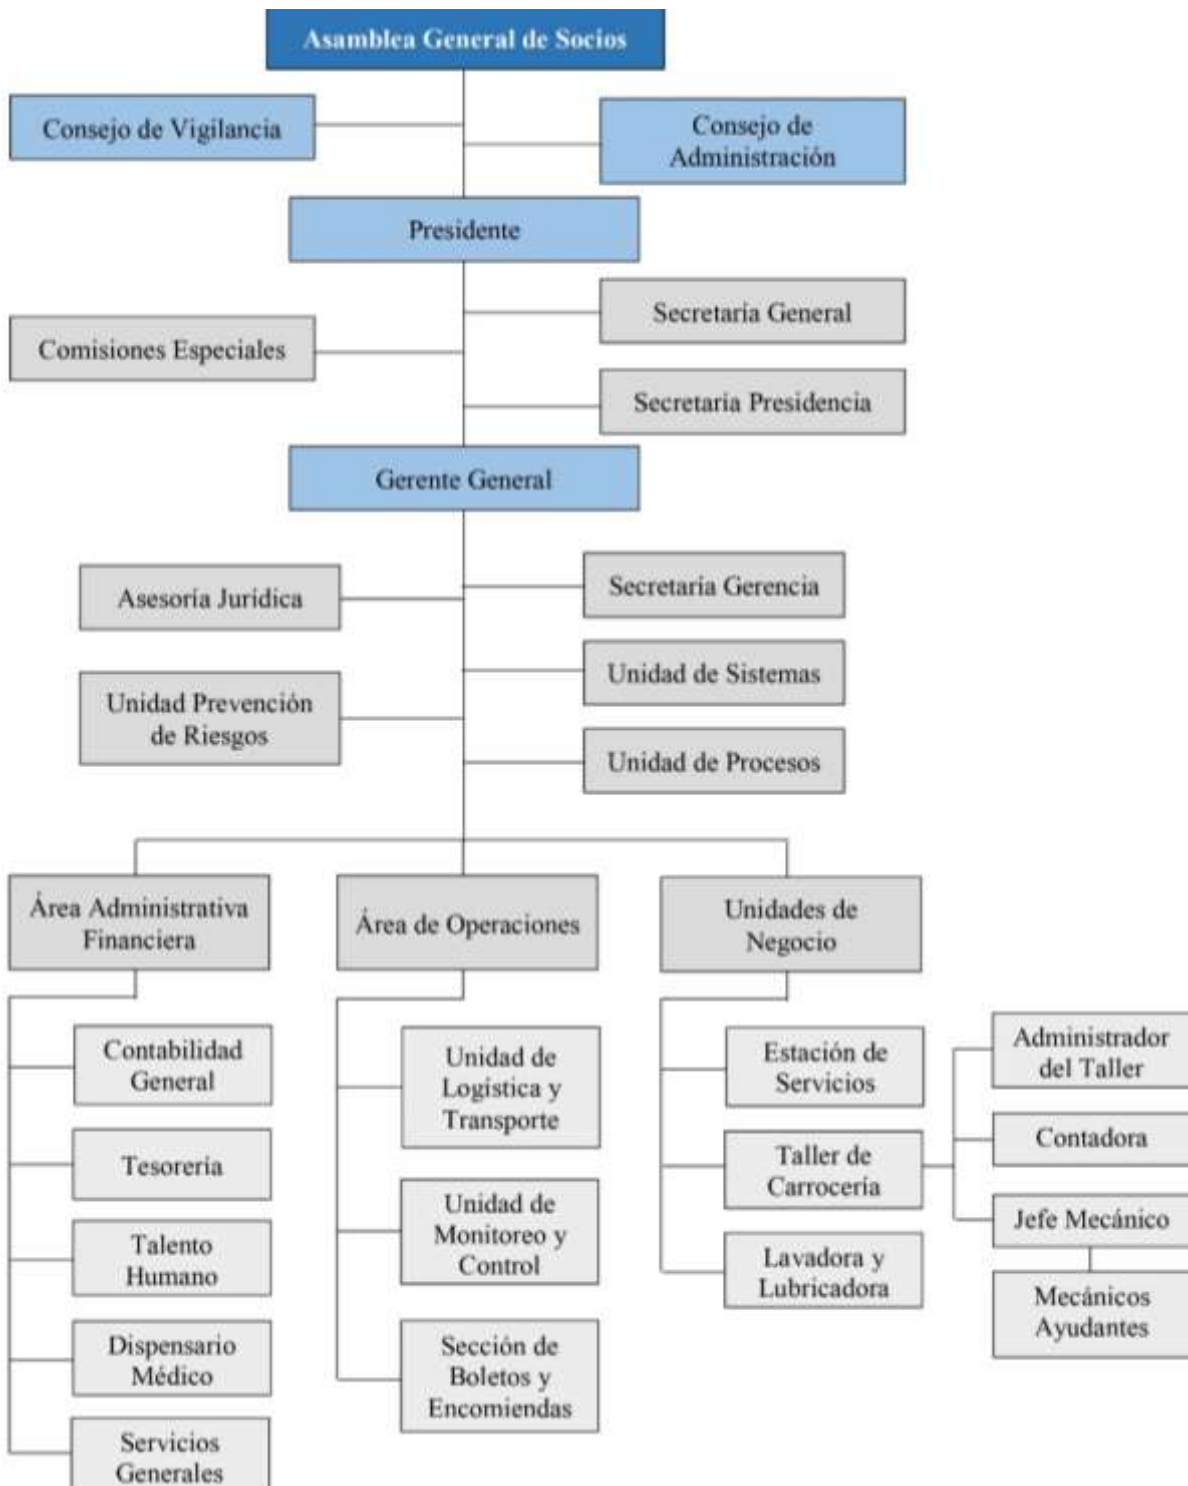 Asamblea General de Socios
Consejo de Vigilancia
Consejo de
Administración
Presidente
Secretaría General
Comisiones Especiales
Secretaria Presidencia
Gerente General
Asesoría Jurídica
Secretaría Gerencia
Unidad de Sistemas
Unidad Prevención
de Riesgos
Unidad de Procesos
Área Administrativa
Financiera
Área de Operaciones
Unidades de
Negocio
Contabilidad
General
Tesorería
Talento
Humano
Dispensario
Médico
Servicios
Generales
Unidad de
Logística y
Transporte
Unidad de
Monitoreo y
Control
Sección de
Boletos y
Encomiendas
Estación de
Servicios
Taller de
Carrocería
Lavadora y
Lubricadora
Administrador
del Taller
Contadora
Jefe Mecánico
Mecánicos
Ayudantes